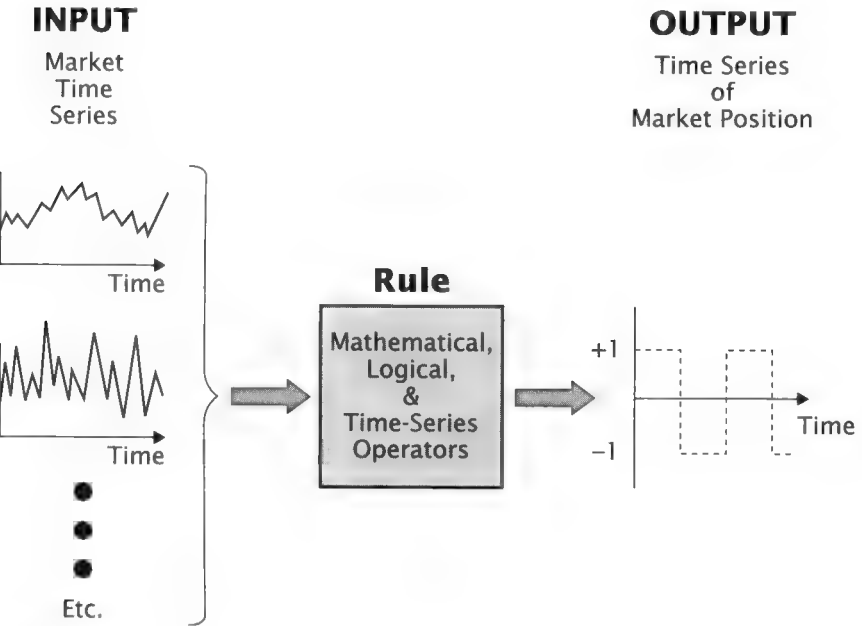 INPUT
Market
Time
Series
Time
Time
Etc.
Rule
Mathematical,
Logical,
&
Time-Series
Operators
OUTPUT
Time Series
of
Market Position
+1
Time
−1